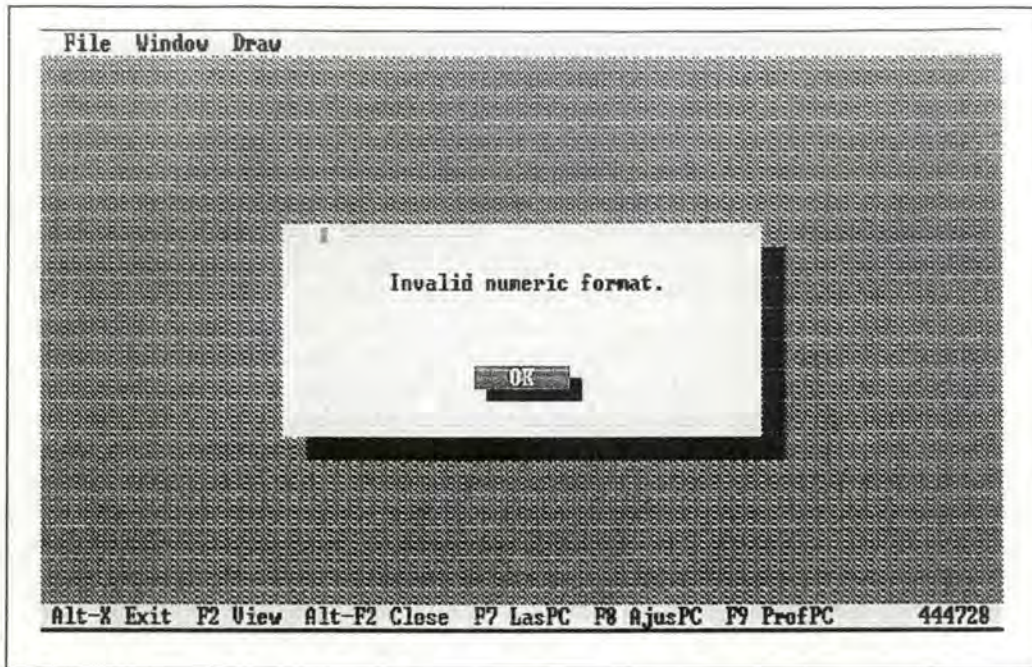 File Window Draw
Invalid numeric format.
OK
Alt-X Exit F2 View Alt-F2 Close F7 LasPC F8 AjusPC F9 ProfPC 444728